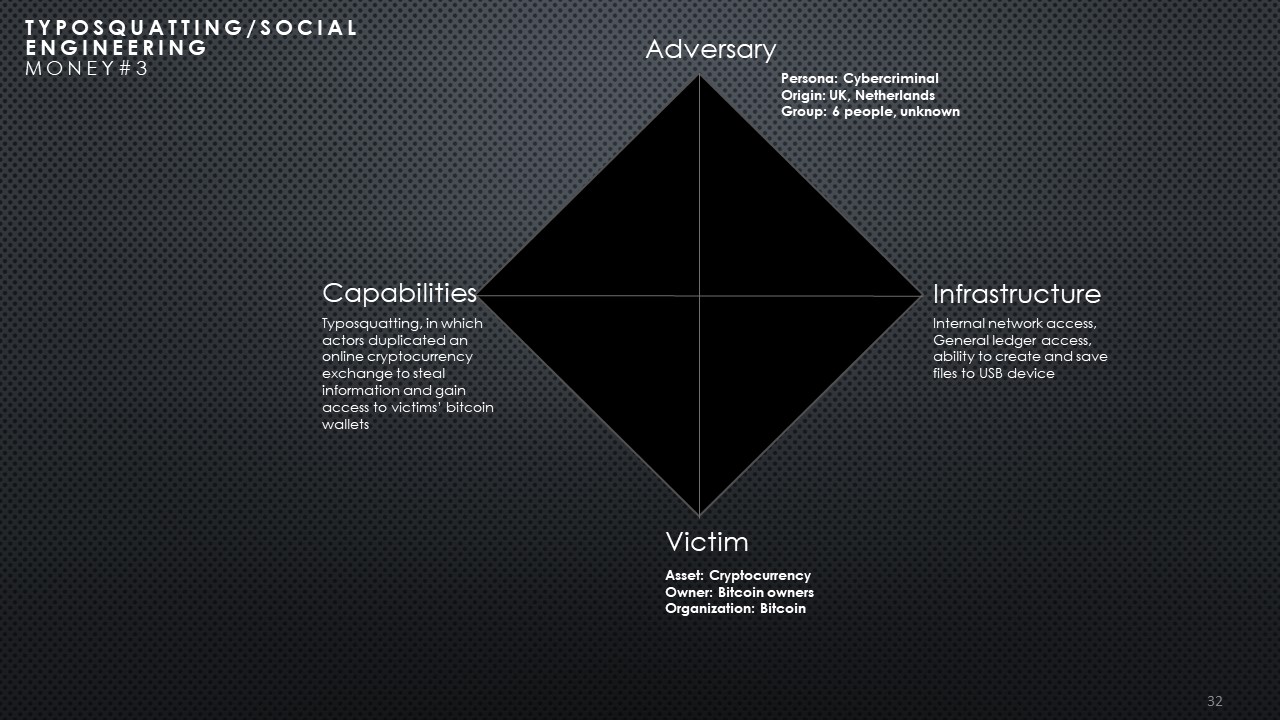 TYPOSQUATTING/SOCIAL
ENGINEERING
MONEY#3
Adversary
Persona: Cybercriminal
Origin: UK, Netherlands
Group: 6 people, unknown
Capabilities
Typosquatting, in which
actors duplicated an
online cryptocurrency
exchange to steal
information and gain
access to victims’ bitcoin
wallets
Infrastructure
Internal network access,
General ledger access,
ability to create and save
files to USB device
Victim
Asset: Cryptocurrency
Owner: Bitcoin owners
Organization: Bitcoin
32